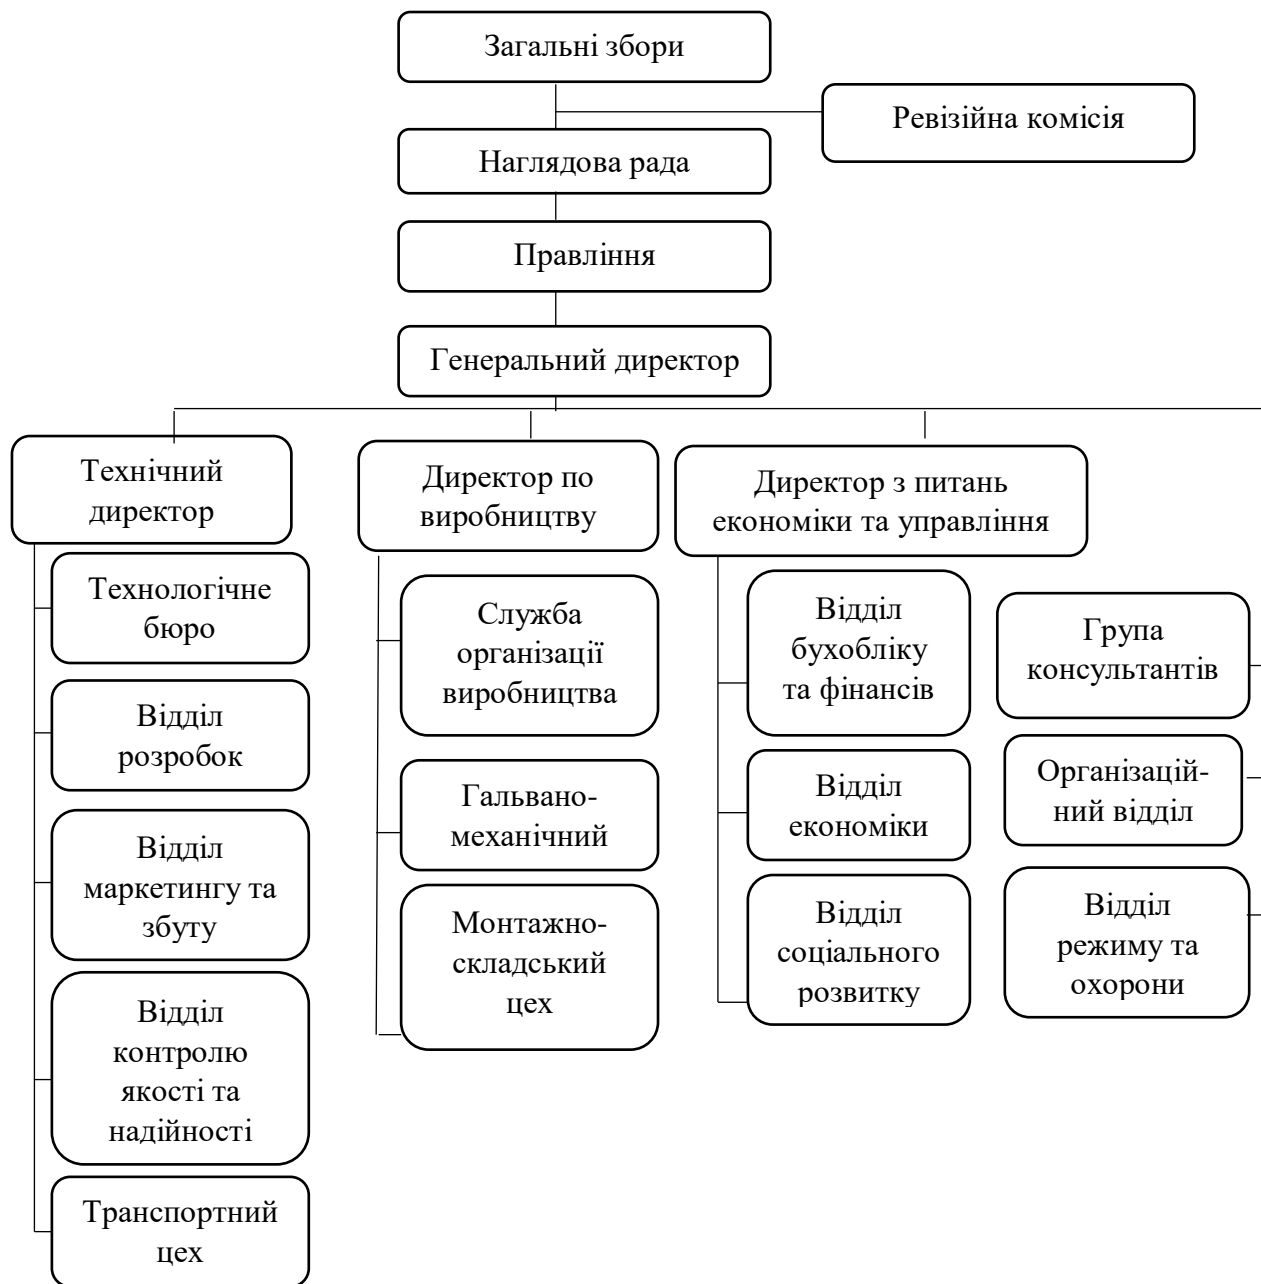 Загальні збори
Ревізійна комісія
Наглядова рада
Правління
Генеральний директор
Технічний
директор
Технологічне
бюро
Відділ
розробок
Відділ
маркетингу та
збуту
Відділ
контролю
якості та
надійності
Транспортний
цех
Директор по
виробництву
Служба
організації
виробництва
Гальвано-
механічний
Монтажно-
складський
цех
Директор з питань
економіки та управління
Відділ
бухобліку
та фінансів
Відділ
економіки
Відділ
соціального
розвитку
Група
консультантів
Організацій-
ний відділ
Відділ
режиму та
охорони